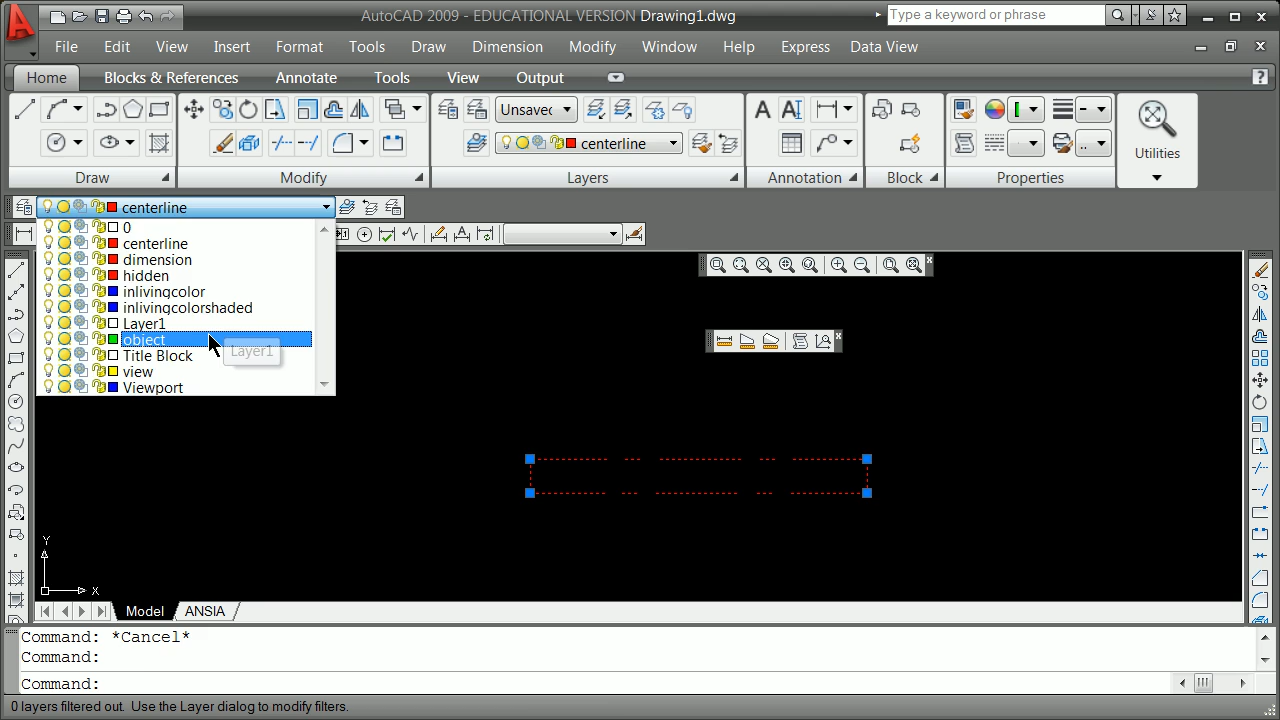 AutoCAD 2009 - EDUCATIONAL VERSION Drawing1.dwg
Type a keyword or phrase
File Edit View Insert Format Tools Draw Dimension Modify Window Help Express Data View
Home Blocks & References Annotate Tools View Output
Unsaved
centerline
Utilities
Draw Modify Layers Annotation Block Properties
centerline
0
centerline
dimension
hidden
inlivingcolor
inlivingcolorshaded
Layer1
object
Layer1
Title Block
view
Viewport
Y
X
Model ANSIA
Command: *Cancel*
Command:
Command:
0 layers filtered out. Use the Layer dialog to modify filters.